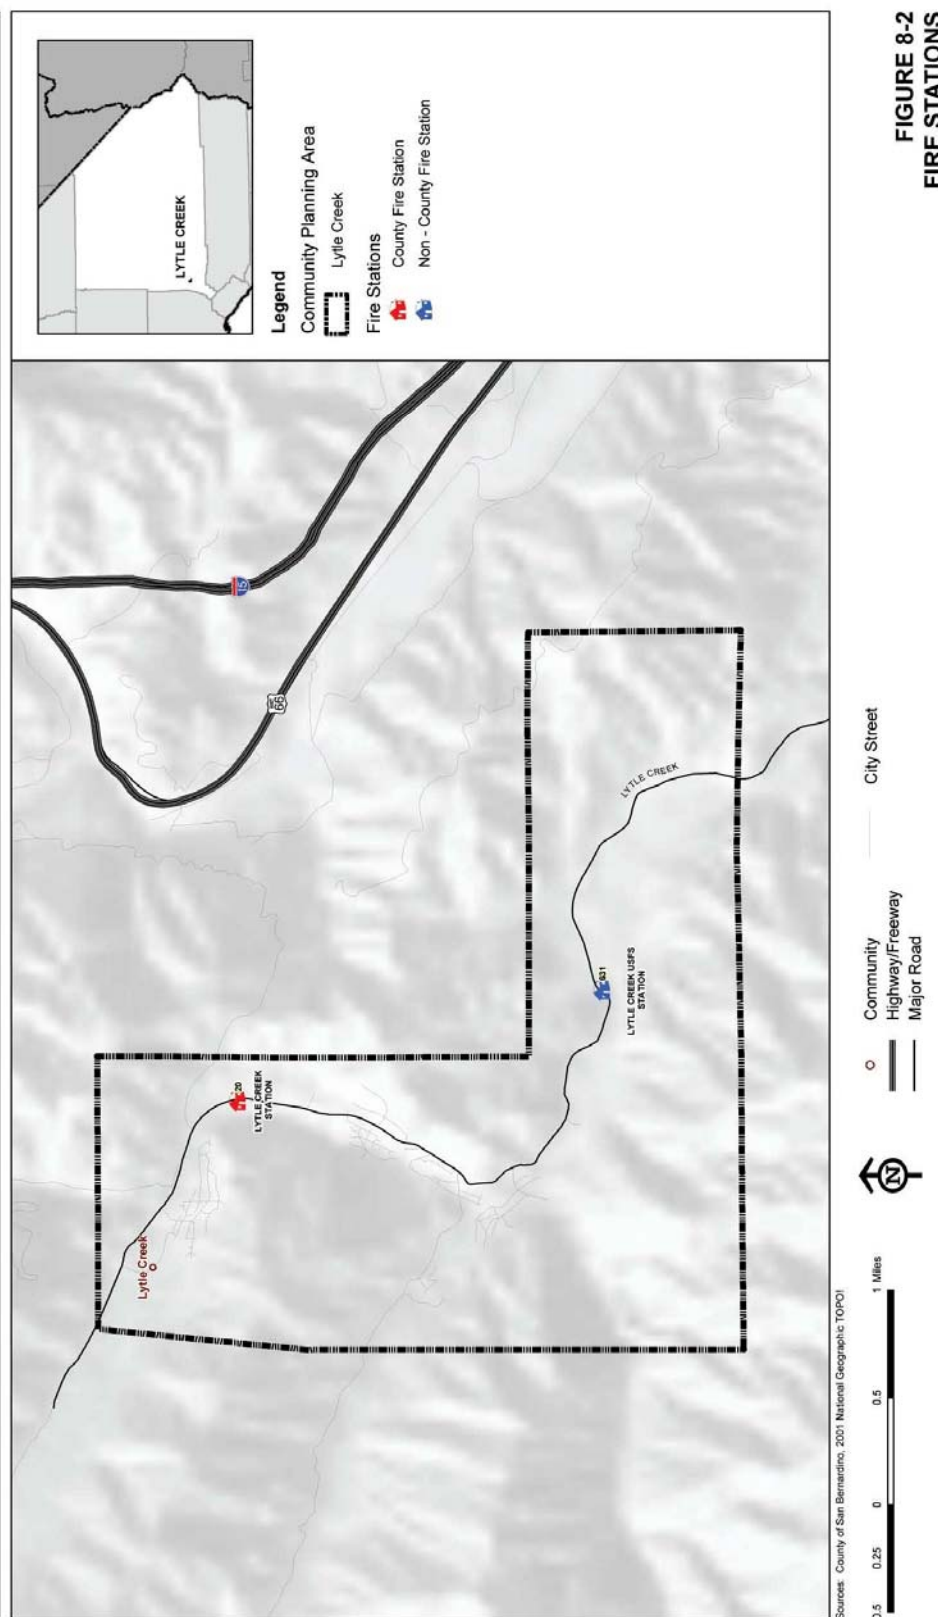 LYTLE CREEK
Legend
Community Planning Area
Lytle Creek
Fire Stations
County Fire Station
Non - County Fire Station
15
66
Lytle Creek
20
LYTLE CREEK
STATION
631
LYTLE CREEK USFS
STATION
LYTLE CREEK
Sources: County of San Bernardino, 2001 National Geographic TOPO!
0.25
0
0.5
1 Miles
N
Community
Highway/Freeway
Major Road
City Street
FIGURE 8-2
FIRE STATIONS